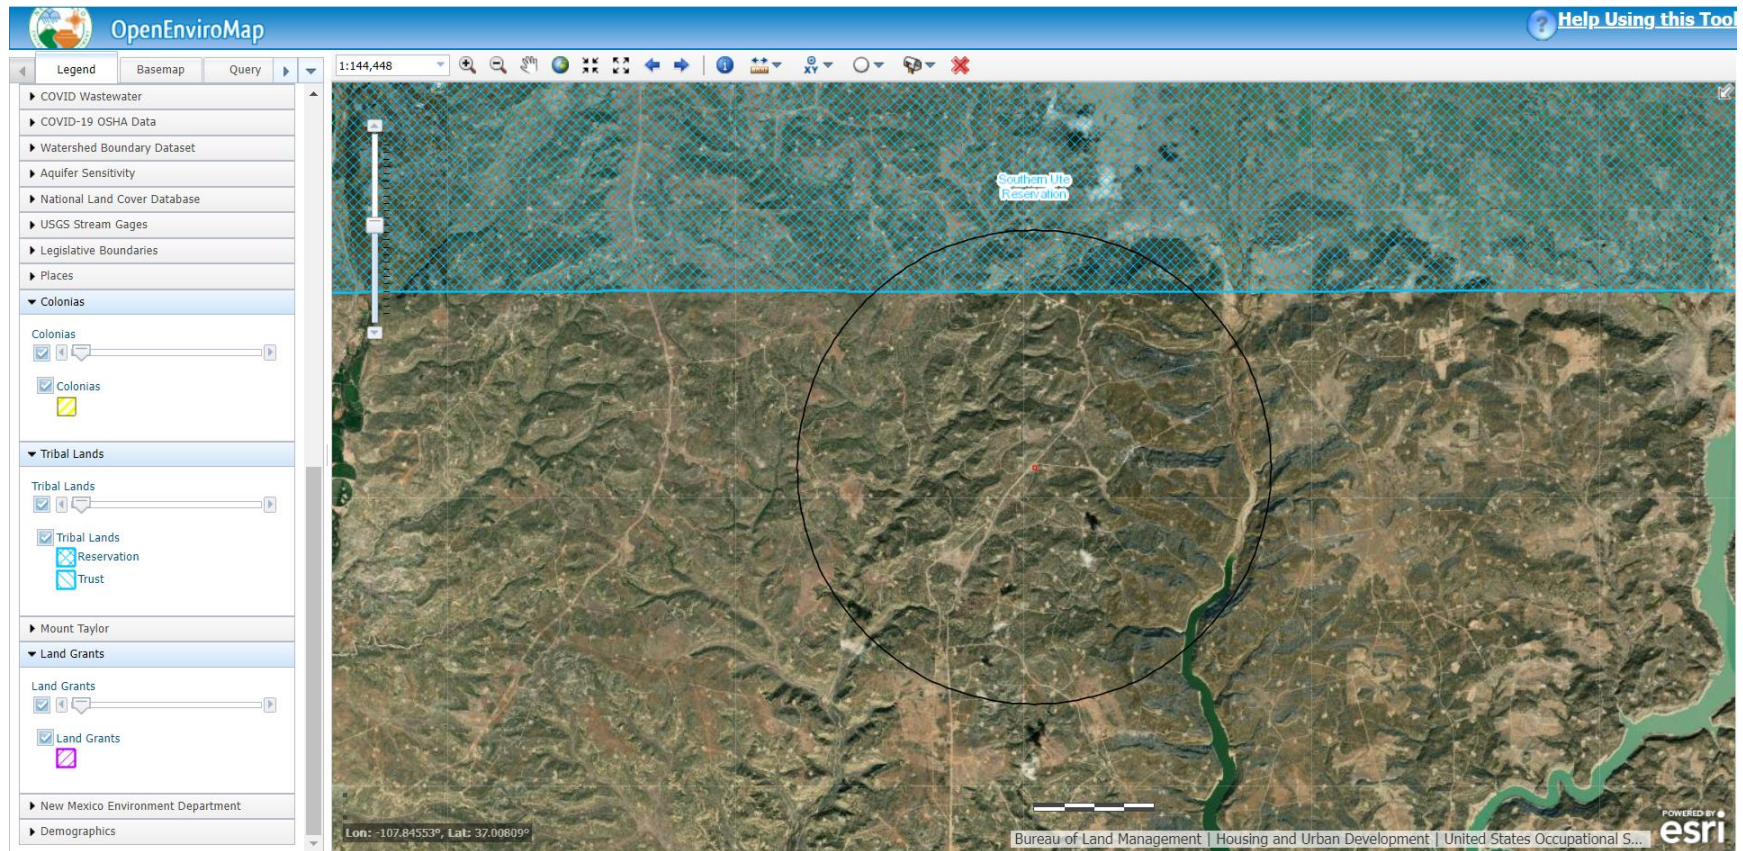 OpenEnviroMap
? Help Using this Tool
Legend
Basemap
Query
1:144,448
COVID Wastewater
COVID-19 OSHA Data
Watershed Boundary Dataset
Aquifer Sensitivity
National Land Cover Database
USGS Stream Gages
Legislative Boundaries
Places
Colonias
Colonias
Colonias
Tribal Lands
Tribal Lands
Tribal Lands
Reservation
Trust
Mount Taylor
Land Grants
Land Grants
Land Grants
New Mexico Environment Department
Demographics
Southern Ute
Reservation
Lon: -107.84553°, Lat: 37.00809°
Bureau of Land Management | Housing and Urban Development | United States Occupational S...
POWERED BY
esri